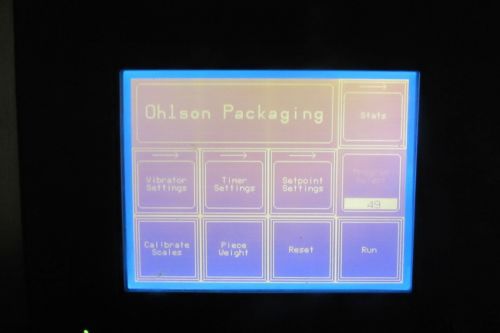 Ohlson Packaging
Stats
Vibrator
Settings
Timer
Settings
Setpoint
Settings
49
Calibrate
Scales
Piece
Weight
Reset
Run